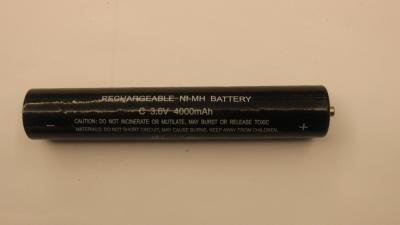 RECHARGEABLE NI-MH BATTERY
C 3.6V 4000mAh
CAUTION: DO NOT INCINERATE OR MUTILATE, MAY BURST OR RELEASE TOXIC
MATERIALS. DO NOT SHORT CIRCUIT, MAY CAUSE BURNS. KEEP AWAY FROM CHILDREN.
- +